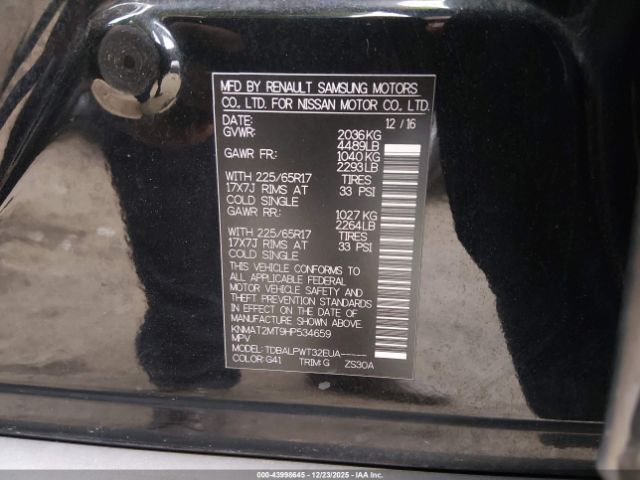 MFD BY RENAULT SAMSUNG MOTORS
CO., LTD. FOR NISSAN MOTOR CO., LTD.
DATE: 12/16
GVWR: 2036KG
4489LB
GAWR FR: 1040KG
2293LB
WITH 225/65R17 TIRES
17X7J RIMS AT 33 PSI
COLD SINGLE
GAWR RR: 1027KG
2264LB
WITH 225/65R17 TIRES
17X7J RIMS AT 33 PSI
COLD SINGLE
THIS VEHICLE CONFORMS TO
ALL APPLICABLE FEDERAL
MOTOR VEHICLE SAFETY AND
THEFT PREVENTION STANDARDS
IN EFFECT ON THE DATE OF
MANUFACTURE SHOWN ABOVE
KNMAT2MT9HP534659
MPV
MODEL: TDBALPWT32EUA-----
COLOR: G41 TRIM: G ZS30A
000-43998645 - 12/23/2025 - IAAI.COM